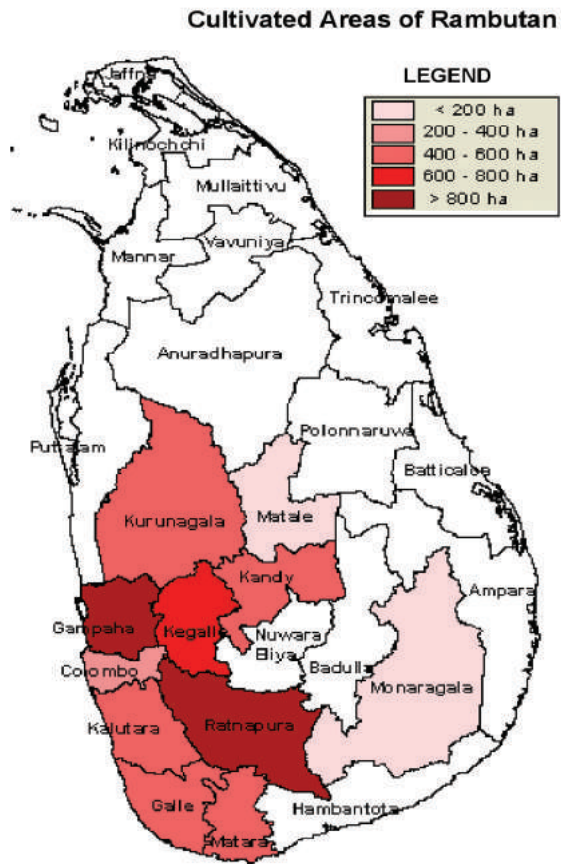 Cultivated Areas of Rambutan
LEGEND
< 200 ha
200 - 400 ha
400 - 600 ha
600 - 800 ha
> 800 ha
Jaffna
Kilinochchi
Mullaittivu
Vavuniya
Mannar
Trincomalee
Anuradhapura
Polonnaruwa
Puttalam
Batticaloe
Kurunagala
Matale
Kandy
Ampara
Gampaha
Kegalle
Nuwara
Eliya
Badulla
Colombo
Monaragala
Ratnapura
Kalutara
Galle
Hambantota
Matara